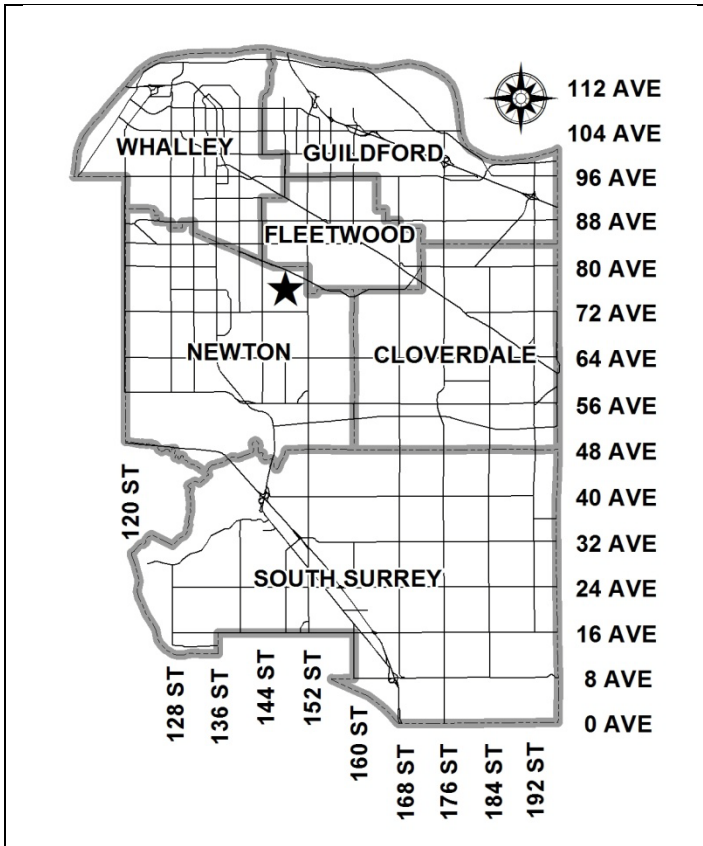 112 AVE
104 AVE
WHALLEY
GUILDFORD
96 AVE
88 AVE
FLEETWOOD
80 AVE
72 AVE
NEWTON
CLOVERDALE
64 AVE
56 AVE
48 AVE
120 ST
40 AVE
32 AVE
SOUTH SURREY
24 AVE
16 AVE
8 AVE
0 AVE
128 ST
136 ST
144 ST
152 ST
160 ST
168 ST
176 ST
184 ST
192 ST